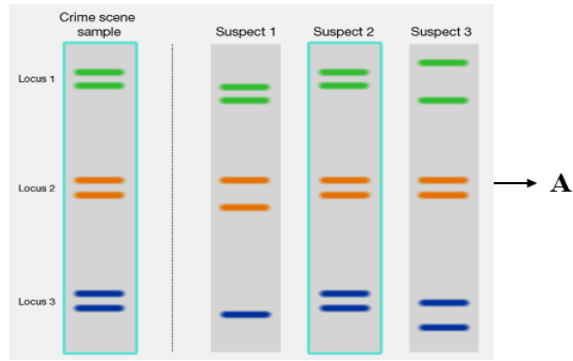 Crime scene
sample
Suspect 1
Suspect 2
Suspect 3
Locus 1
Locus 2
A
Locus 3